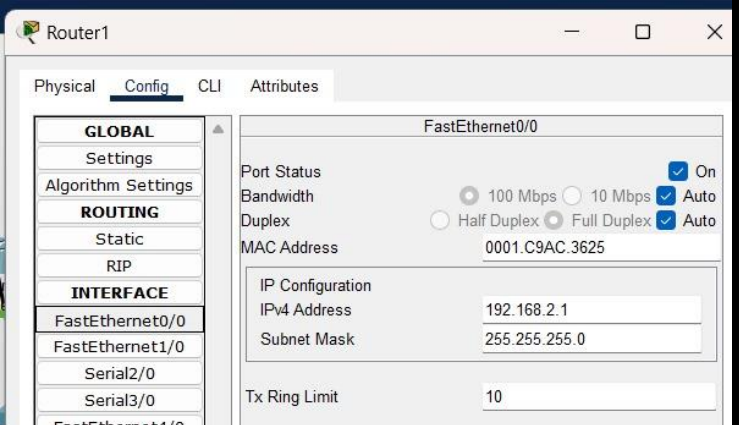 Router1
Physical Config CLI Attributes
GLOBAL
Settings
Algorithm Settings
ROUTING
Static
RIP
INTERFACE
FastEthernet0/0
FastEthernet1/0
Serial2/0
Serial3/0
FastEthernet0/0
Port Status On
Bandwidth 100 Mbps 10 Mbps Auto
Duplex Half Duplex Full Duplex Auto
MAC Address 0001.C9AC.3625
IP Configuration
IPv4 Address 192.168.2.1
Subnet Mask 255.255.255.0
Tx Ring Limit 10